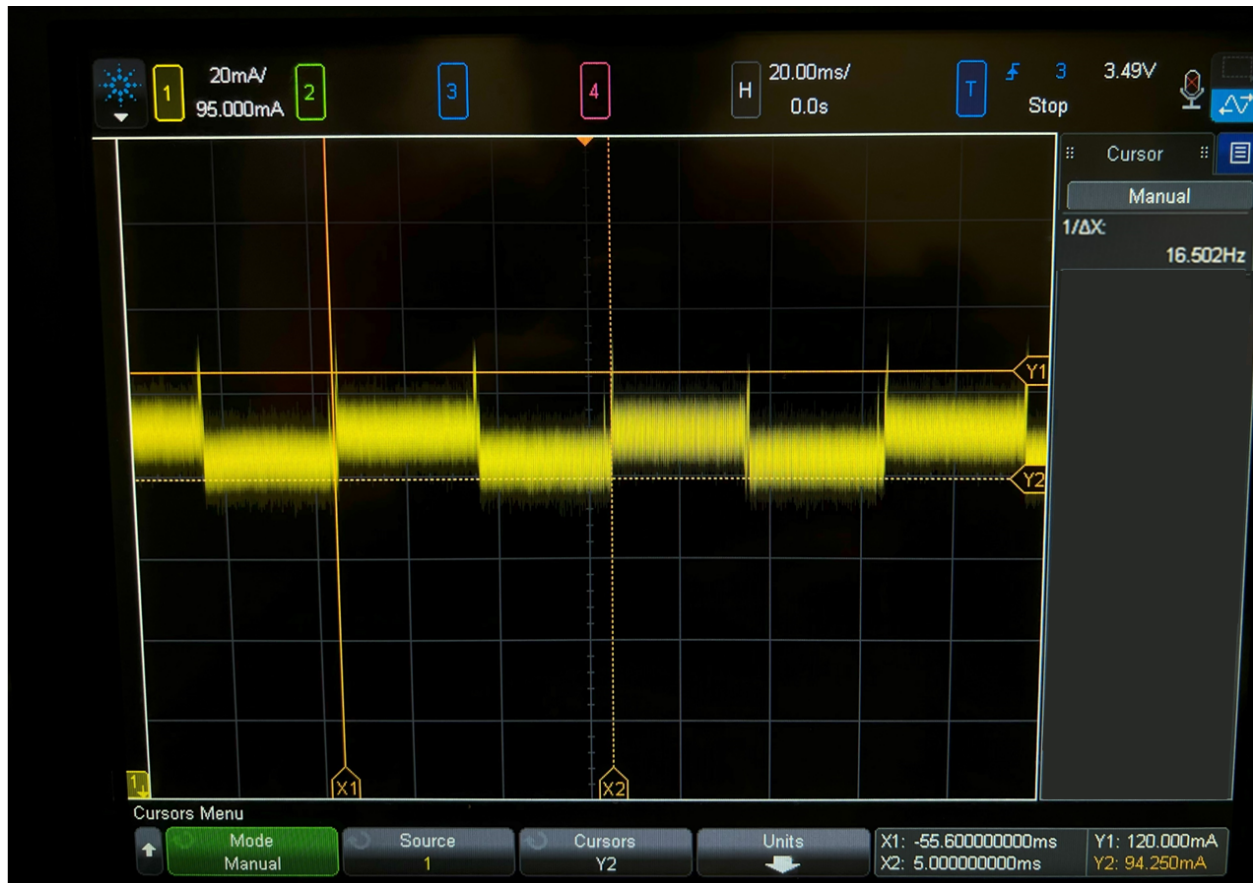 1
20mA/
95.000mA
2
3
4
H
20.00ms/
0.0s
T
3
3.49V
Stop
Cursor
Manual
1/ΔX:
16.502Hz
Y1
Y2
1
X1
X2
Cursors Menu
Mode
Manual
Source
1
Cursors
Y2
Units
X1: -55.600000000ms
X2: 5.000000000ms
Y1: 120.000mA
Y2: 94.250mA